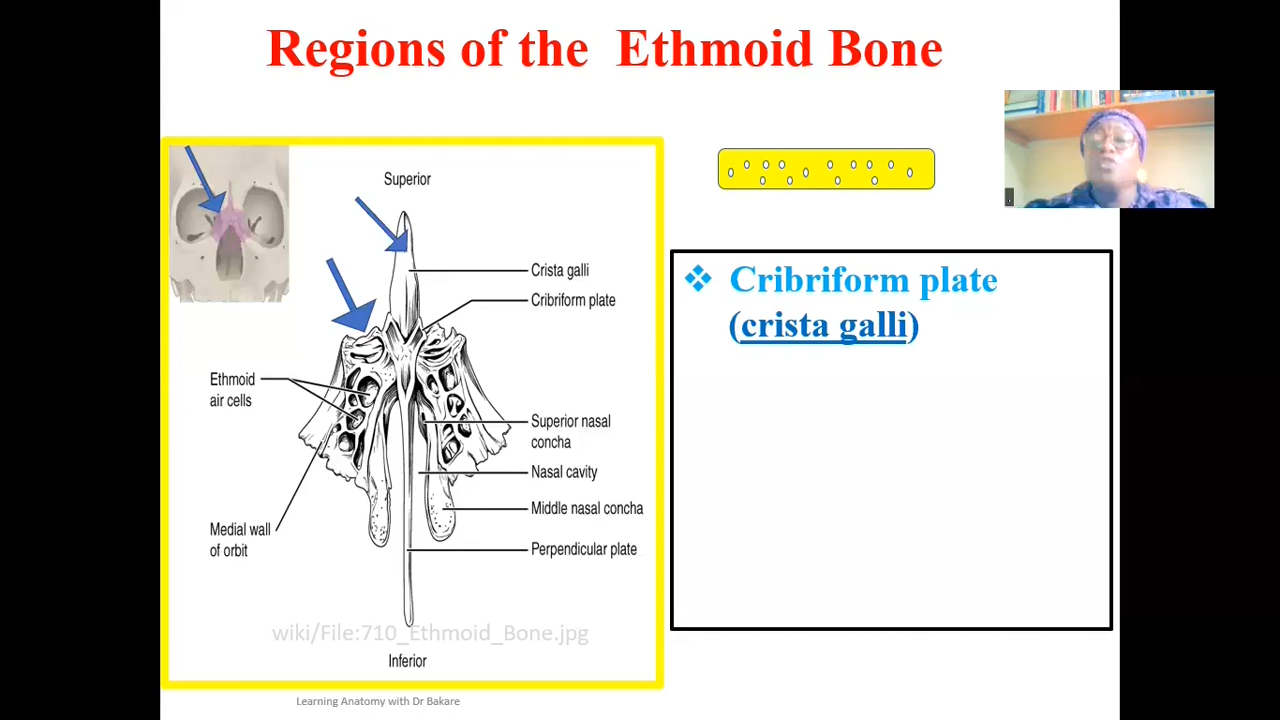 Regions of the Ethmoid Bone
Superior
Crista galli
Cribriform plate
Ethmoid
air cells
Superior nasal
concha
Nasal cavity
Middle nasal concha
Medial wall
of orbit
Perpendicular plate
wiki/File:710_Ethmoid_Bone.jpg
Inferior
❖ Cribriform plate
(crista galli)
Learning Anatomy with Dr Bakare